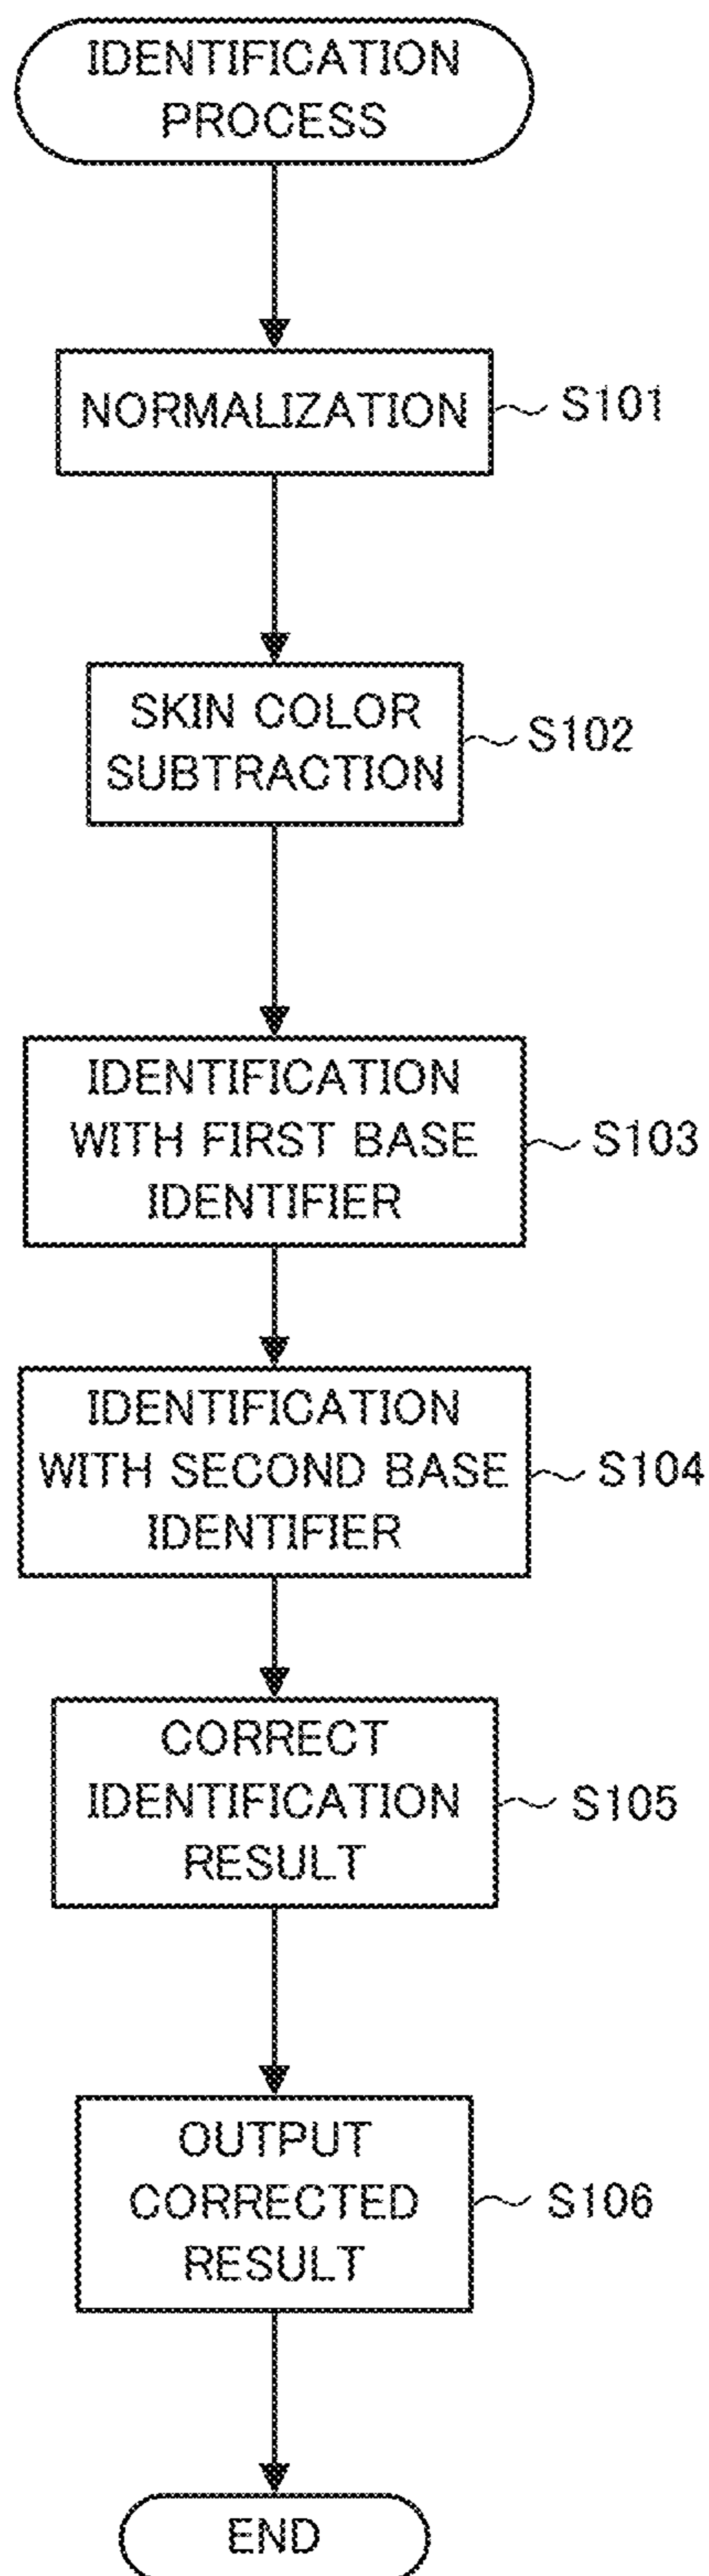 IDENTIFICATION
PROCESS
NORMALIZATION
S101
SKIN COLOR
SUBTRACTION
S102
IDENTIFICATION
WITH FIRST BASE
IDENTIFIER
S103
IDENTIFICATION
WITH SECOND BASE
IDENTIFIER
S104
CORRECT
IDENTIFICATION
RESULT
S105
OUTPUT
CORRECTED
RESULT
S106
END